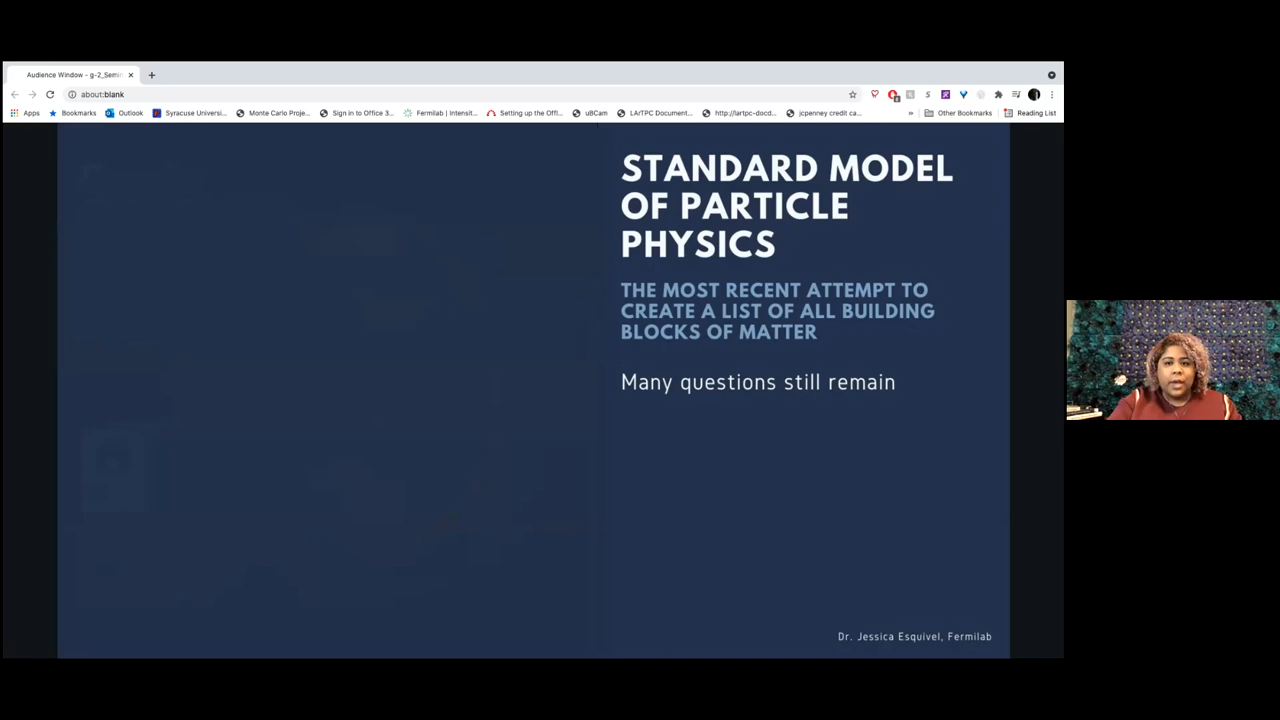 Audience Window - g-2_Semin
about:blank
Apps Bookmarks Outlook Syracuse Universi... Monte Carlo Proje... Sign in to Office 3... Fermilab | Intensit... Setting up the Offi... uBCam LArTPC Document... http://lartpc-docd... jcpenney credit ca... » Other Bookmarks Reading List
STANDARD MODEL
OF PARTICLE
PHYSICS
THE MOST RECENT ATTEMPT TO
CREATE A LIST OF ALL BUILDING
BLOCKS OF MATTER
Many questions still remain
Dr. Jessica Esquivel, Fermilab